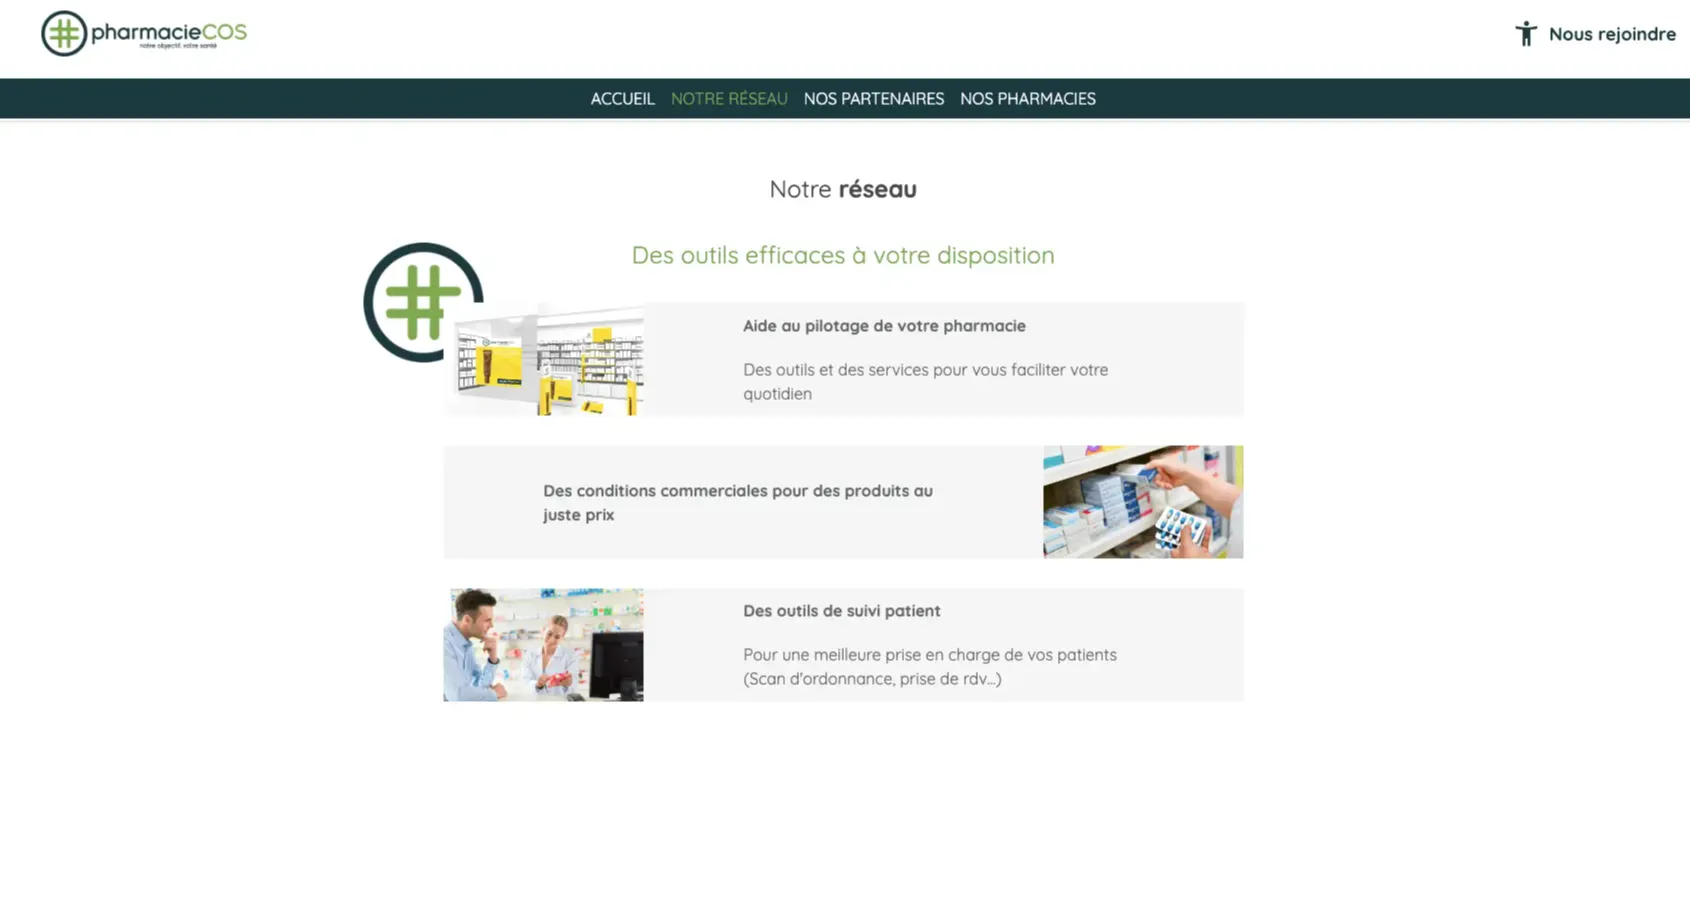 pharmacieCOS
notre objectif, votre santé
Nous rejoindre
ACCUEIL NOTRE RÉSEAU NOS PARTENAIRES NOS PHARMACIES
Notre réseau
Des outils efficaces à votre disposition
Aide au pilotage de votre pharmacie
Des outils et des services pour vous faciliter votre
quotidien
Des conditions commerciales pour des produits au
juste prix
Des outils de suivi patient
Pour une meilleure prise en charge de vos patients
(Scan d'ordonnance, prise de rdv...)